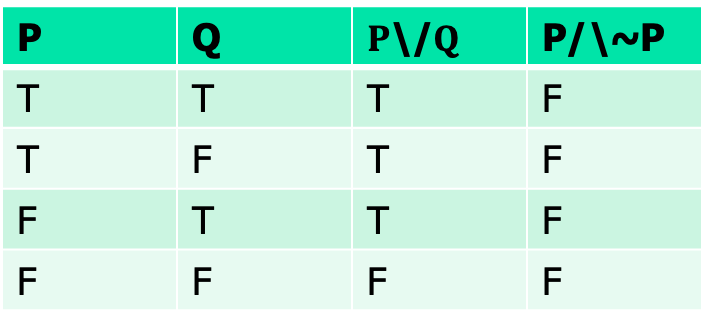 P Q P\/Q P/\~P
T T T F
T F T F
F T T F
F F F F